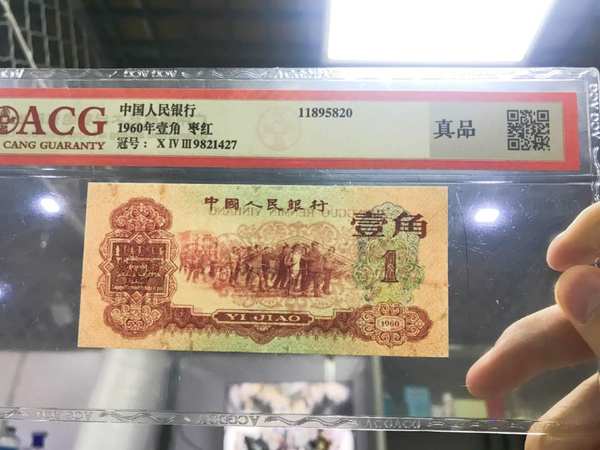 ACG
CANG GUARANTY
中国人民银行
1960年壹角 枣红
冠号: X IV III 9821427
11895820
真品
中國人民銀行
壹角
1
YI JIAO
1960